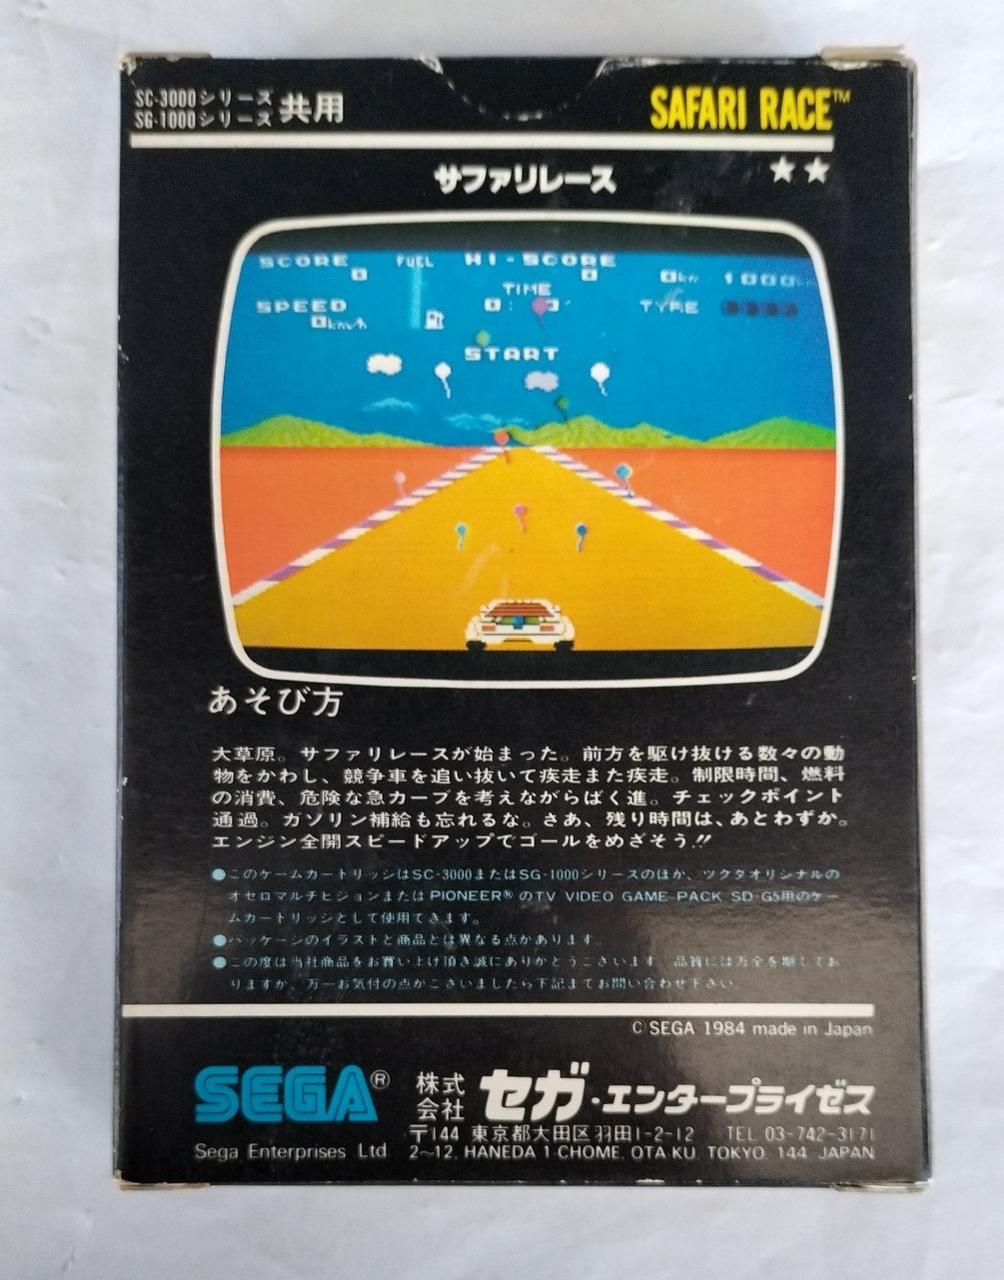 SC-3000シリーズ
SG-1000シリーズ 共用
SAFARI RACE™
★★
サファリレース
SCORE FUEL HI-SCORE
0 0 0km 1000
TIME
SPEED 0: TYRE
0km/h
START
あそび方
大草原。サファリレースが始まった。前方を駆け抜ける数々の動
物をかわし、競争車を追い抜いて疾走また疾走。制限時間、燃料
の消費、危険な急カーブを考えながらばく進。チェックポイント
通過。ガソリン補給も忘れるな。さあ、残り時間は、あとわずか。
エンジン全開スピードアップでゴールをめざそう!!
●このゲームカートリッジはSC-3000またはSG-1000シリーズのほか、ツクダオリジナルの
オセロマルチビジョンまたはPIONEER®のTV VIDEO GAME PACK SD-G5用のゲー
ムカートリッジとして使用できます。
●パッケージのイラストと商品とは異なる点があります。
●この度は当社商品をお買い上げ頂き誠にありがとうございます。品質には万全を期してお
りますが、万一お気付の点がございましたら下記までお問い合わせ下さい。
© SEGA 1984 made in Japan
SEGA®
Sega Enterprises Ltd
株式会社 セガ・エンタープライゼス
〒144 東京都大田区羽田1-2-12 TEL 03-742-3171
2~12, HANEDA 1-CHOME, OTA KU TOKYO 144 JAPAN